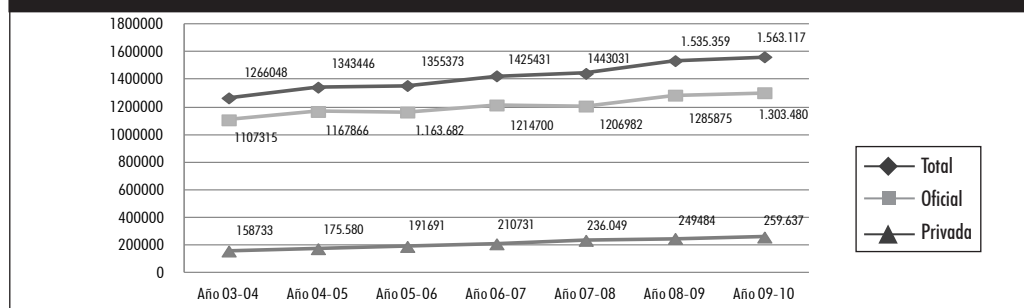 1800000
1600000
1400000
1200000
1000000
800000
600000
400000
200000
0
1266048 1343446 1355373 1425431 1443031 1.535.359 1.563.117
1107315 1167866 1.163.682 1214700 1206982 1285875 1.303.480
158733 175.580 191691 210731 236.049 249484 259.637
Año 03-04 Año 04-05 Año 05-06 Año 06-07 Año 07-08 Año 08-09 Año 09-10
Total
Oficial
Privada